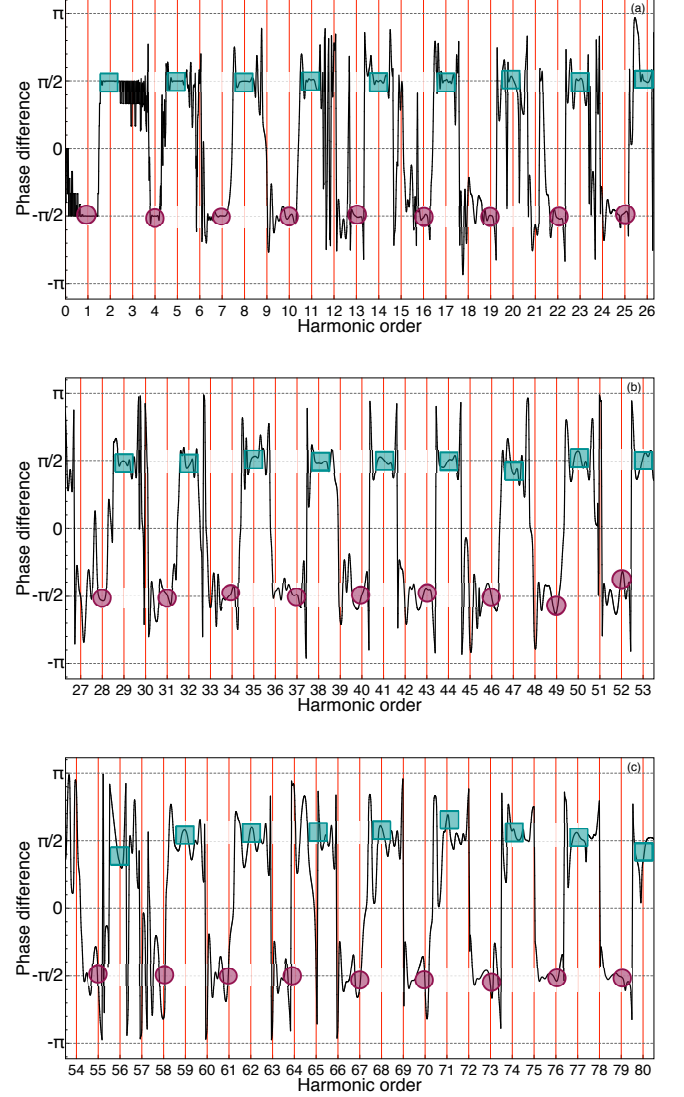 (a)
π
π/2
0
-π/2
-π
Phase difference
0 1 2 3 4 5 6 7 8 9 10 11 12 13 14 15 16 17 18 19 20 21 22 23 24 25 26
Harmonic order
(b)
π
π/2
0
-π/2
-π
Phase difference
27 28 29 30 31 32 33 34 35 36 37 38 39 40 41 42 43 44 45 46 47 48 49 50 51 52 53
Harmonic order
(c)
π
π/2
0
-π/2
-π
Phase difference
54 55 56 57 58 59 60 61 62 63 64 65 66 67 68 69 70 71 72 73 74 75 76 77 78 79 80
Harmonic order